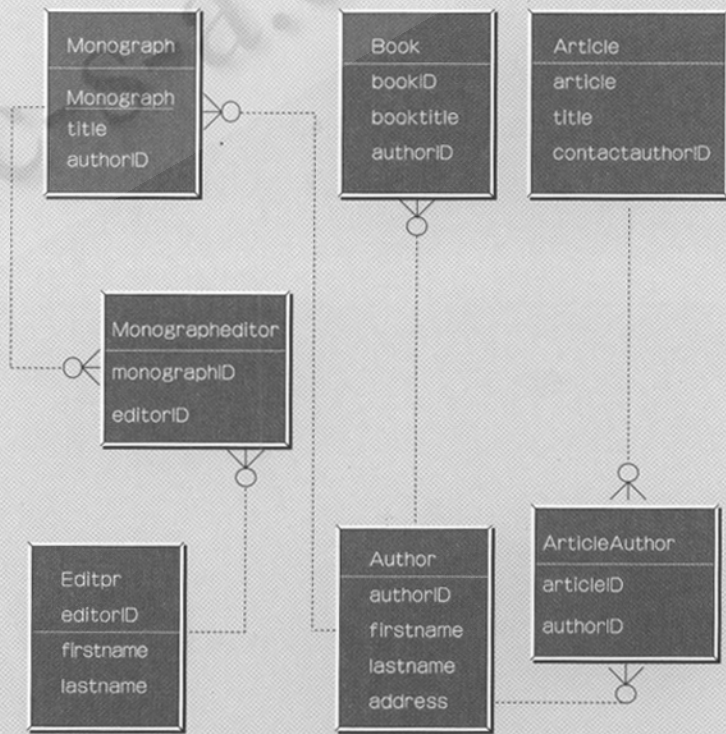 Monograph
Monograph
title
authorID
Book
bookID
booktitle
authorID
Article
article
title
contactauthorID
Monographeditor
monographID
editorID
Editpr
editorID
firstname
lastname
Author
authorID
firstname
lastname
address
ArticleAuthor
articleID
authorID